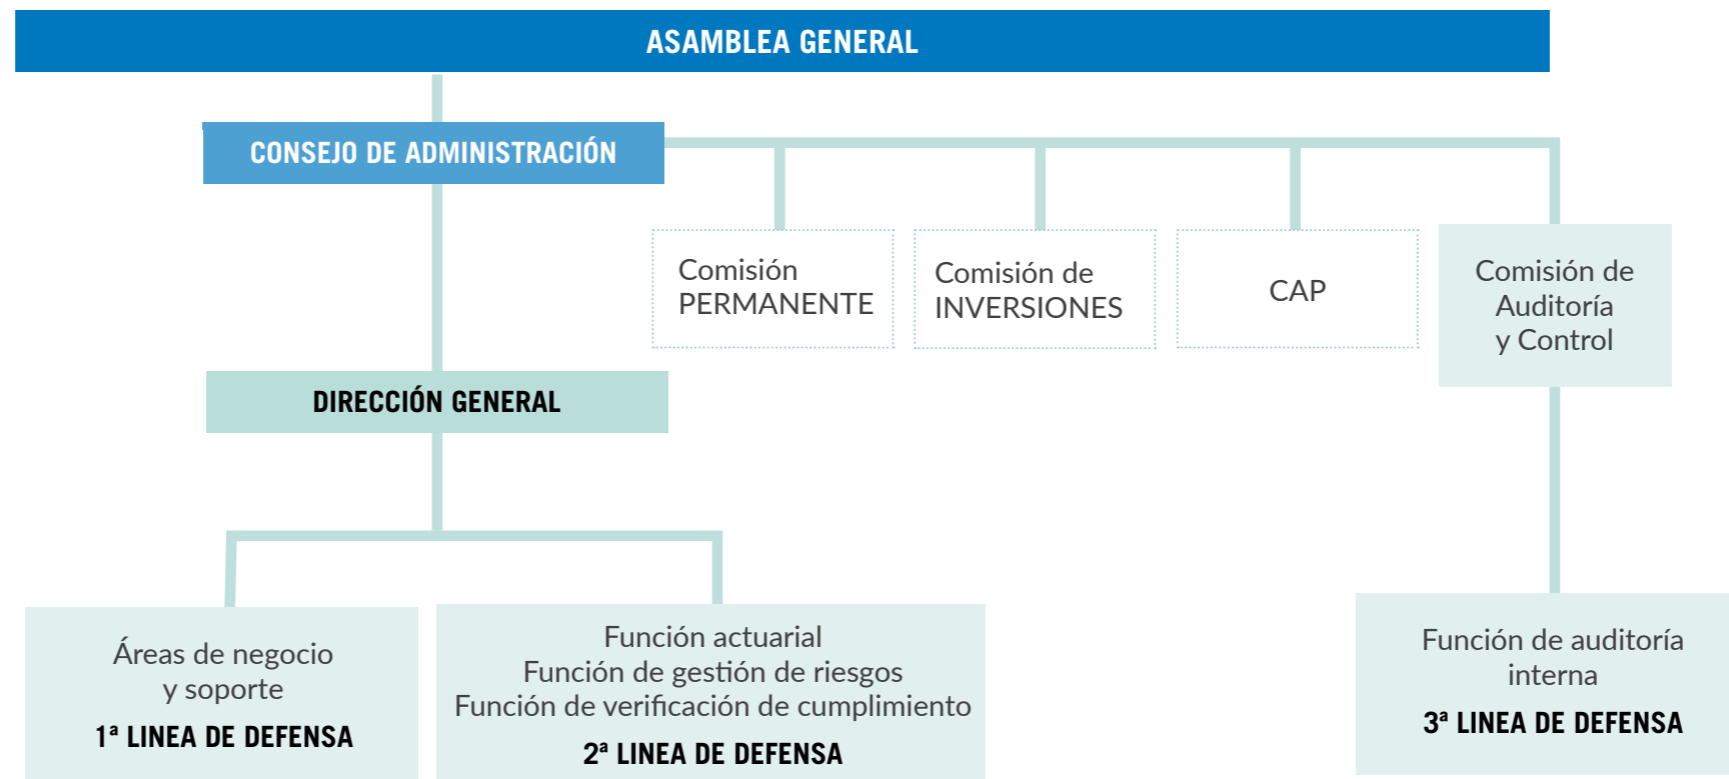 ASAMBLEA GENERAL
CONSEJO DE ADMINISTRACIÓN
Comisión
PERMANENTE
Comisión de
INVERSIONES
CAP
Comisión de
Auditoría
y Control
DIRECCIÓN GENERAL
Áreas de negocio
y soporte
1ª LINEA DE DEFENSA
Función actuarial
Función de gestión de riesgos
Función de verificación de cumplimiento
2ª LINEA DE DEFENSA
Función de auditoría
interna
3ª LINEA DE DEFENSA